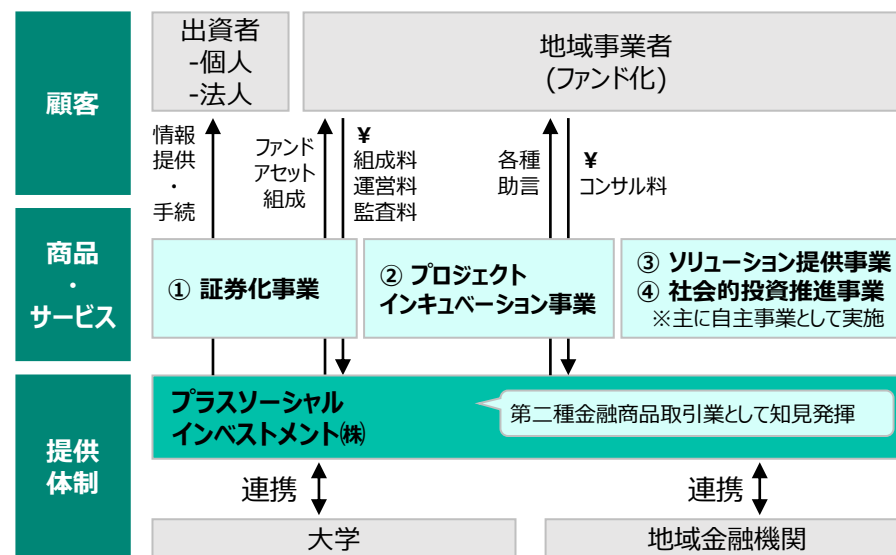 顧客
出資者
-個人
-法人
地域事業者
(ファンド化)
情報
提供
・
手続
ファンド
アセット
組成
¥
組成料
運営料
監査料
各種
助言
¥
コンサル料
商品
・
サービス
① 証券化事業
② プロジェクト
インキュベーション事業
③ ソリューション提供事業
④ 社会的投資推進事業
※主に自主事業として実施
提供
体制
プラスソーシャル
インベストメント㈱
第二種金融商品取引業として知見発揮
連携
連携
大学
地域金融機関